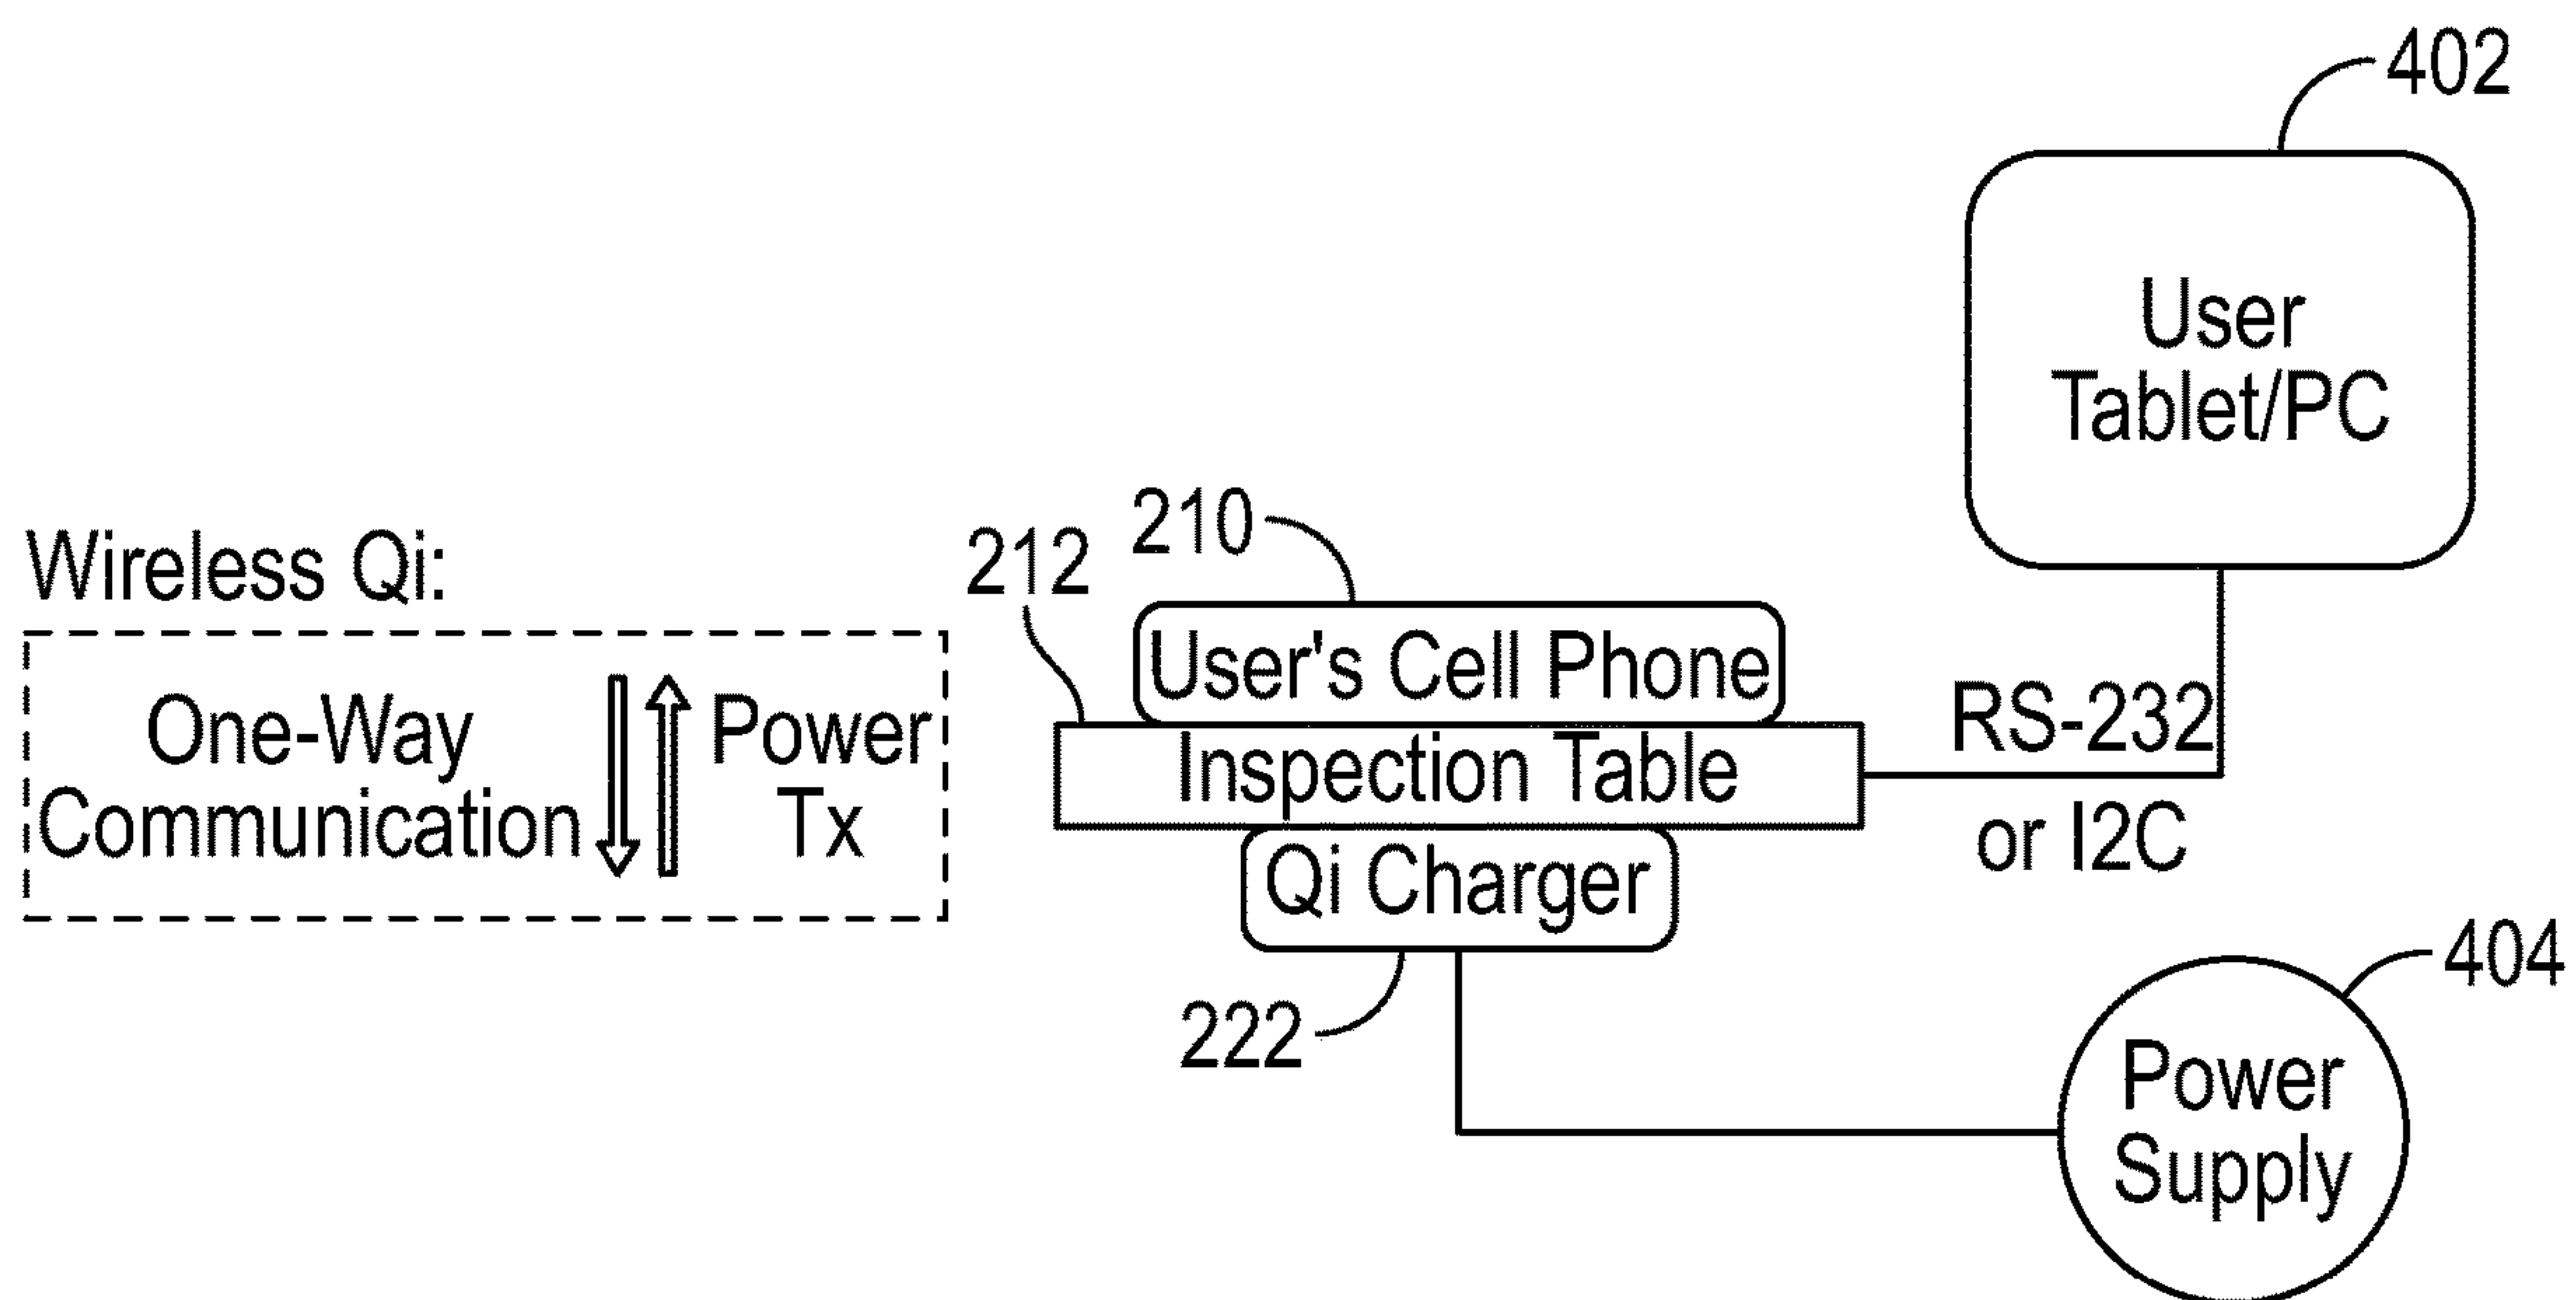 402
User
Tablet/PC
210
212
Wireless Qi:
User's Cell Phone
One-Way
Communication
Power
Tx
Inspection Table
RS-232
or I2C
Qi Charger
222
404
Power
Supply